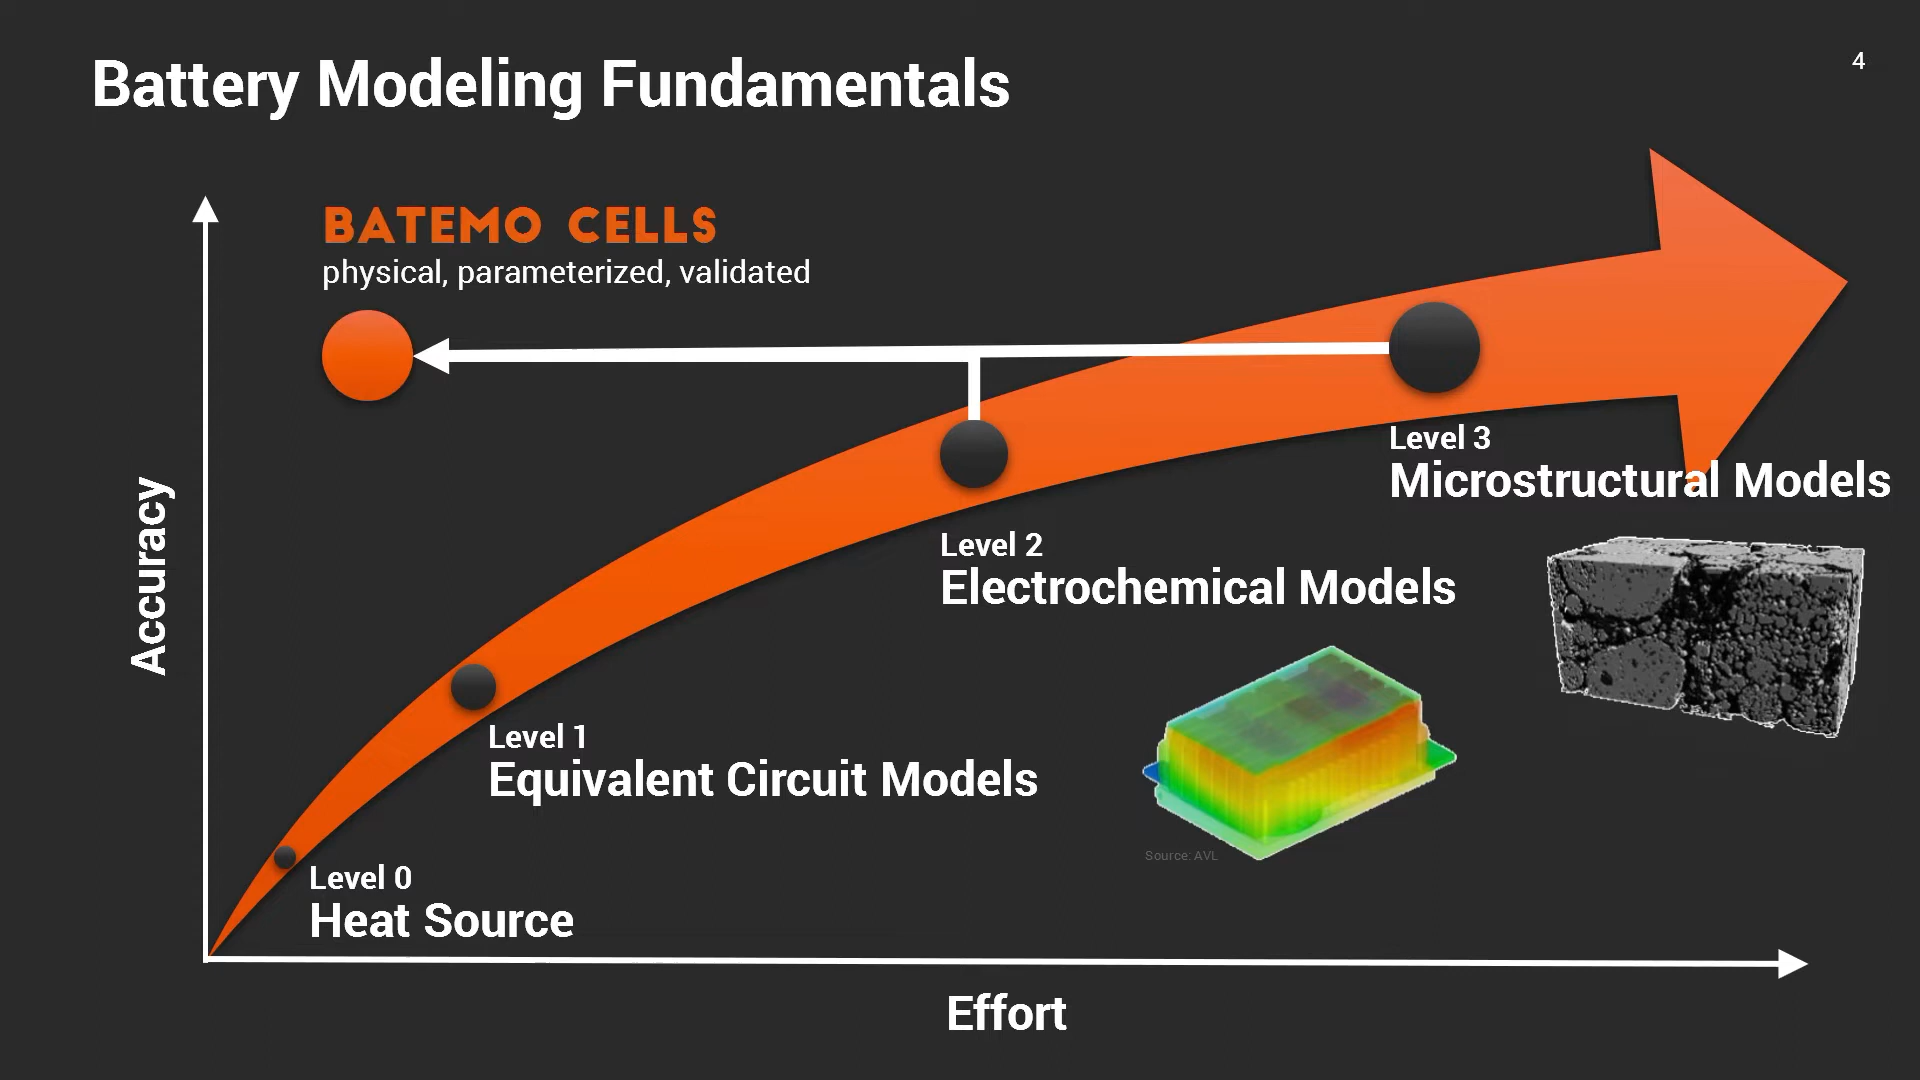 Battery Modeling Fundamentals
4
BATEMO CELLS
physical, parameterized, validated
Accuracy
Level 3
Microstructural Models
Level 2
Electrochemical Models
Level 1
Equivalent Circuit Models
Source: AVL
Level 0
Heat Source
Effort